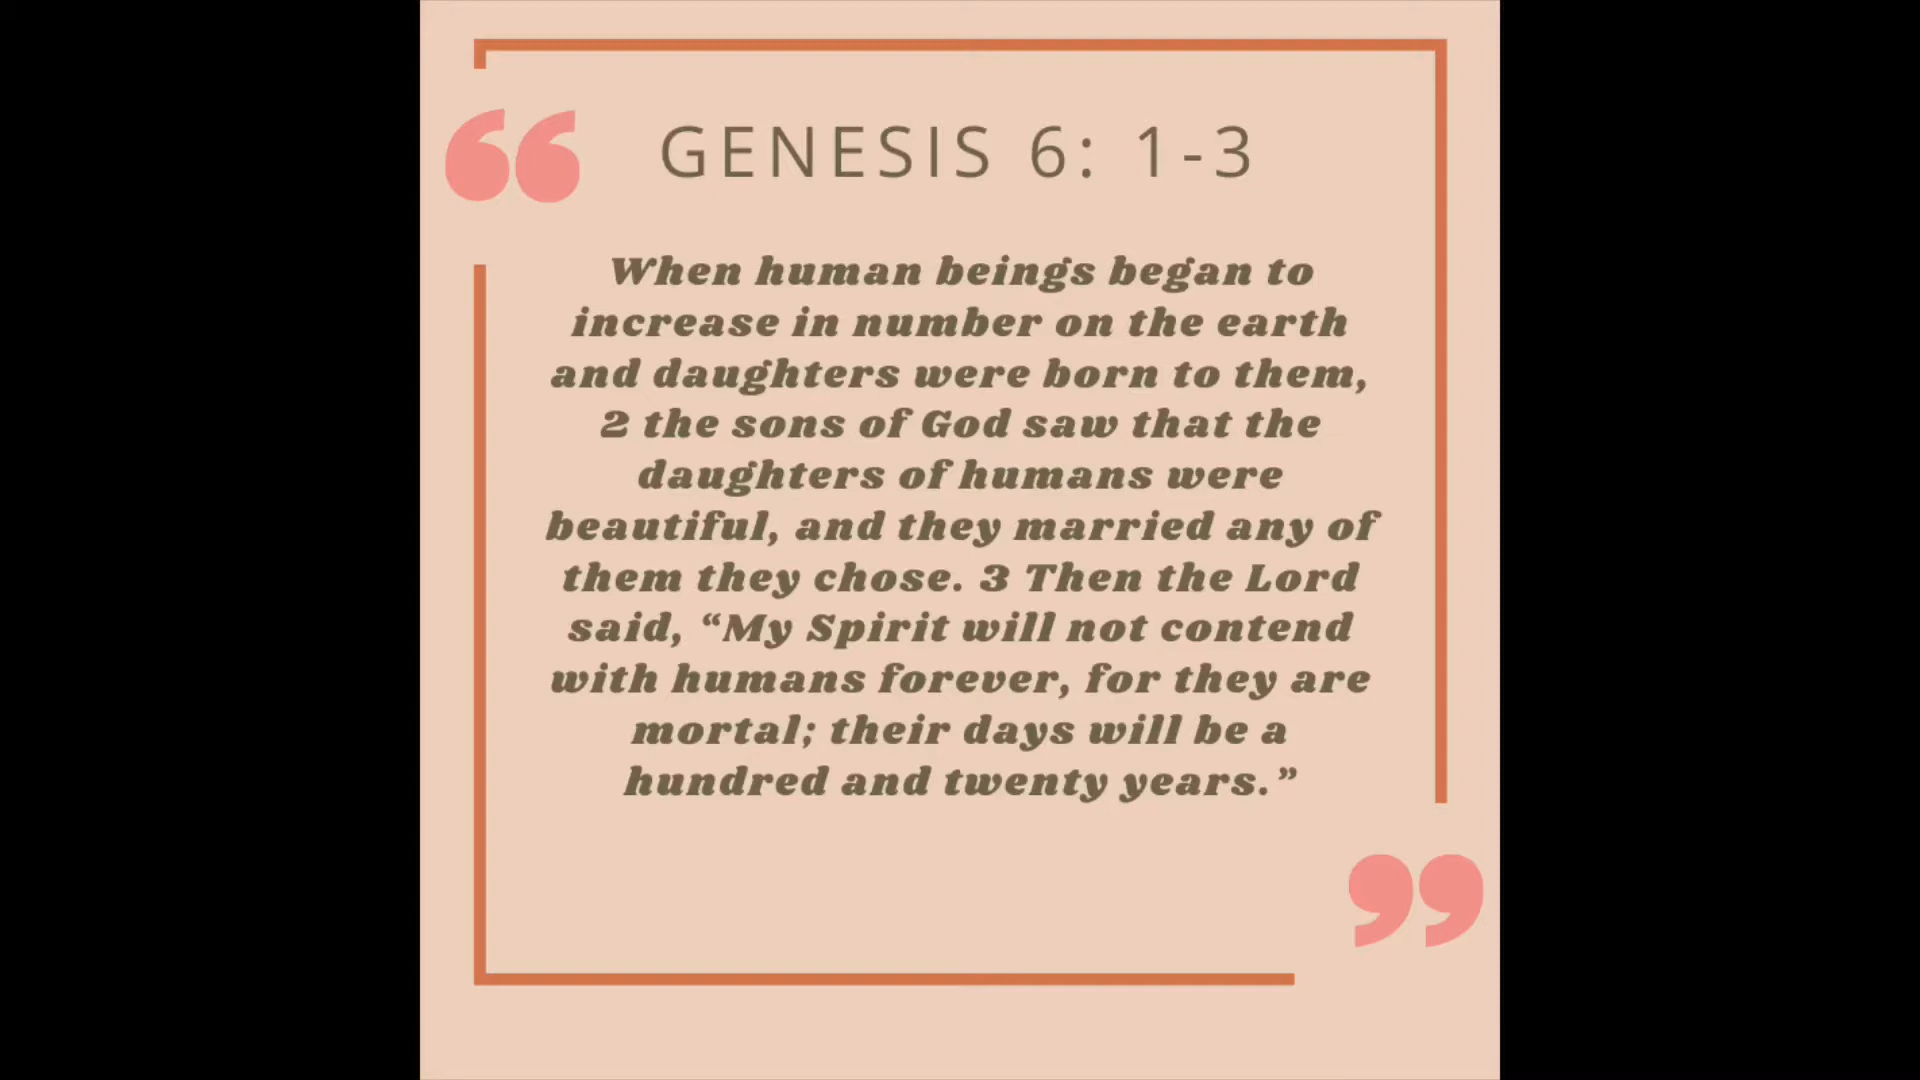 GENESIS 6: 1-3
When human beings began to
increase in number on the earth
and daughters were born to them,
2 the sons of God saw that the
daughters of humans were
beautiful, and they married any of
them they chose. 3 Then the Lord
said, “My Spirit will not contend
with humans forever, for they are
mortal; their days will be a
hundred and twenty years.”